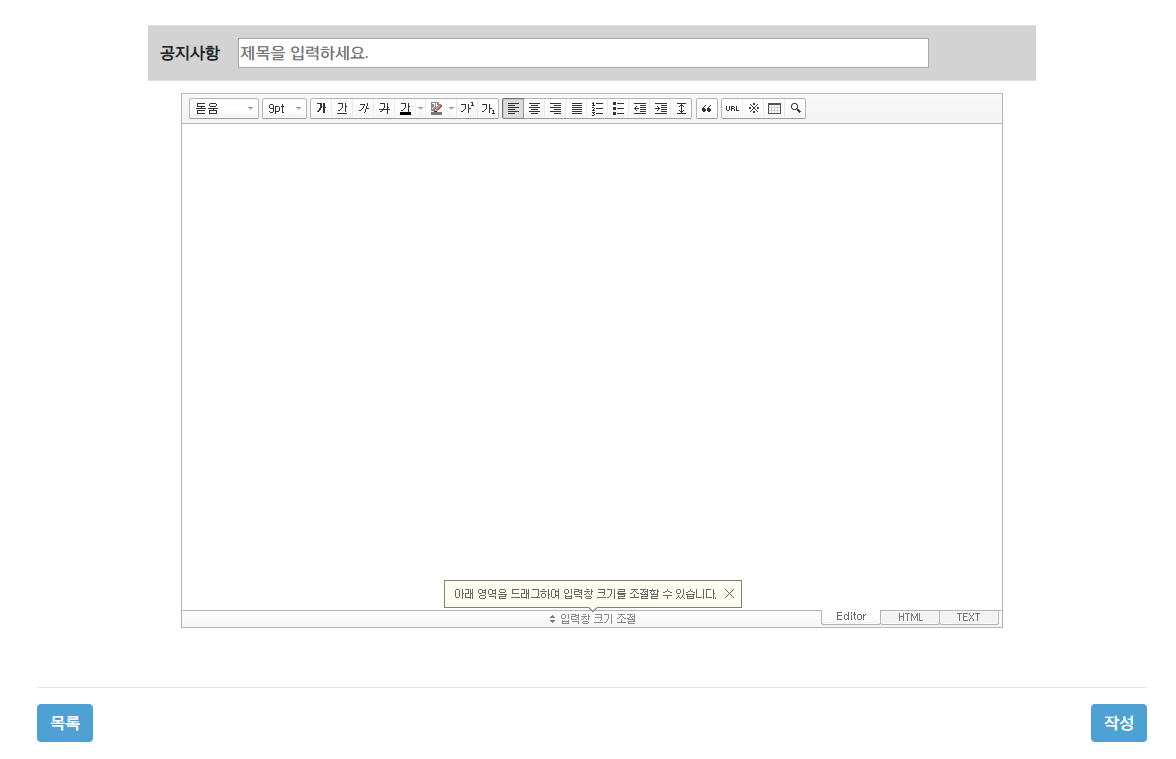 공지사항 제목을 입력하세요.
돋움 9pt 가 가 가 가 가 가¹ 가₁ “ URL ※
아래 영역을 드래그하여 입력창 크기를 조절할 수 있습니다.
입력창 크기 조절 Editor HTML TEXT
목록 작성